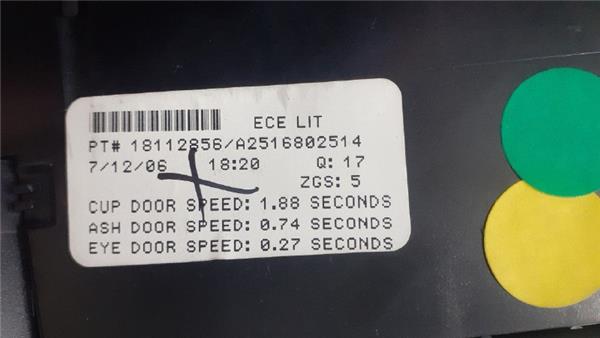 ECE LIT
PT# 18112856/A2516802514
7/12/06 18:20 Q: 17
ZGS: 5
CUP DOOR SPEED: 1.88 SECONDS
ASH DOOR SPEED: 0.74 SECONDS
EYE DOOR SPEED: 0.27 SECONDS